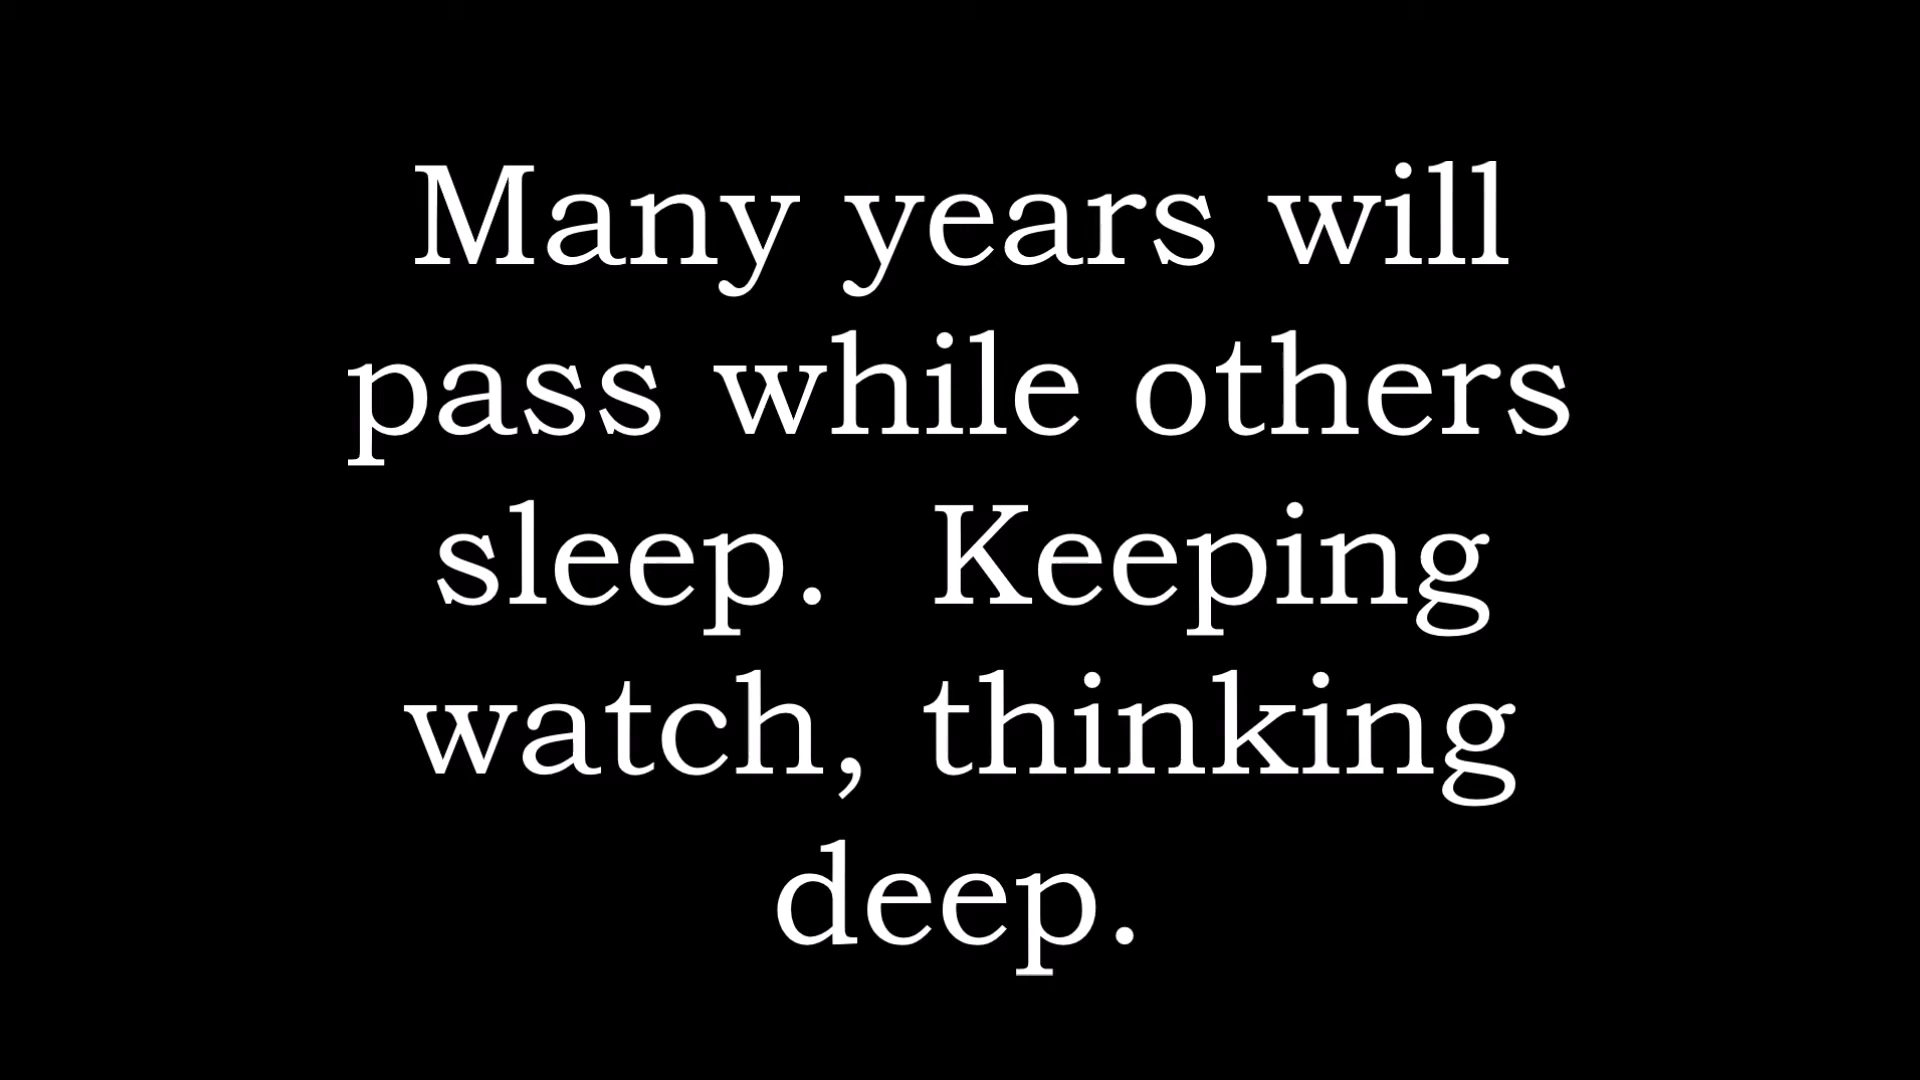 Many years will
pass while others
sleep.  Keeping
watch, thinking
deep.